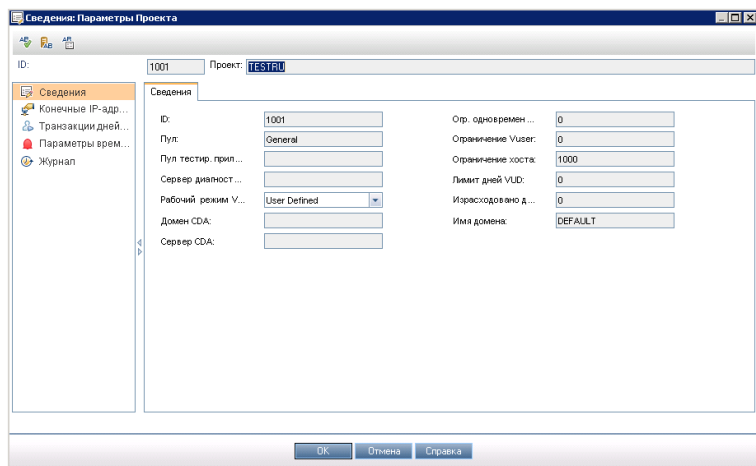 Сведения: Параметры Проекта
ID: 1001 Проект: TESTRU
Сведения
Конечные IP-адр...
Транзакции дней...
Параметры врем...
Журнал
Сведения
ID: 1001
Пул: General
Пул тестир. прил...
Сервер диагност...
Рабочий режим V... User Defined
Домен CDA:
Сервер CDA:
Огр. одновремен ... 0
Ограничение Vuser: 0
Ограничение хоста: 1000
Лимит дней VUD: 0
Израсходовано д... 0
Имя домена: DEFAULT
OK Отмена Справка